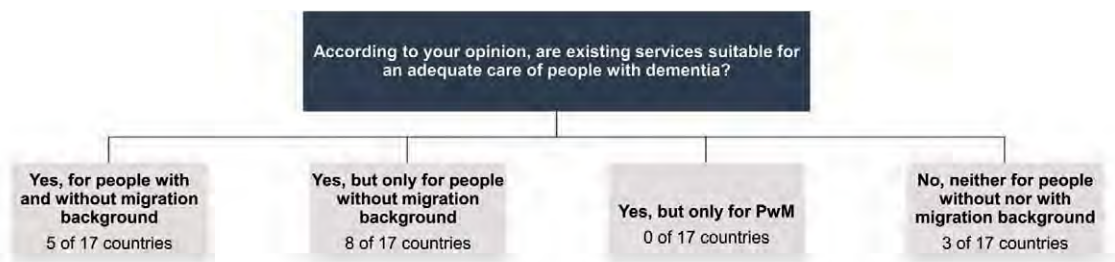 According to your opinion, are existing services suitable for
an adequate care of people with dementia?
Yes, for people with
and without migration
background
5 of 17 countries
Yes, but only for people
without migration
background
8 of 17 countries
Yes, but only for PwM
0 of 17 countries
No, neither for people
without nor with
migration background
3 of 17 countries